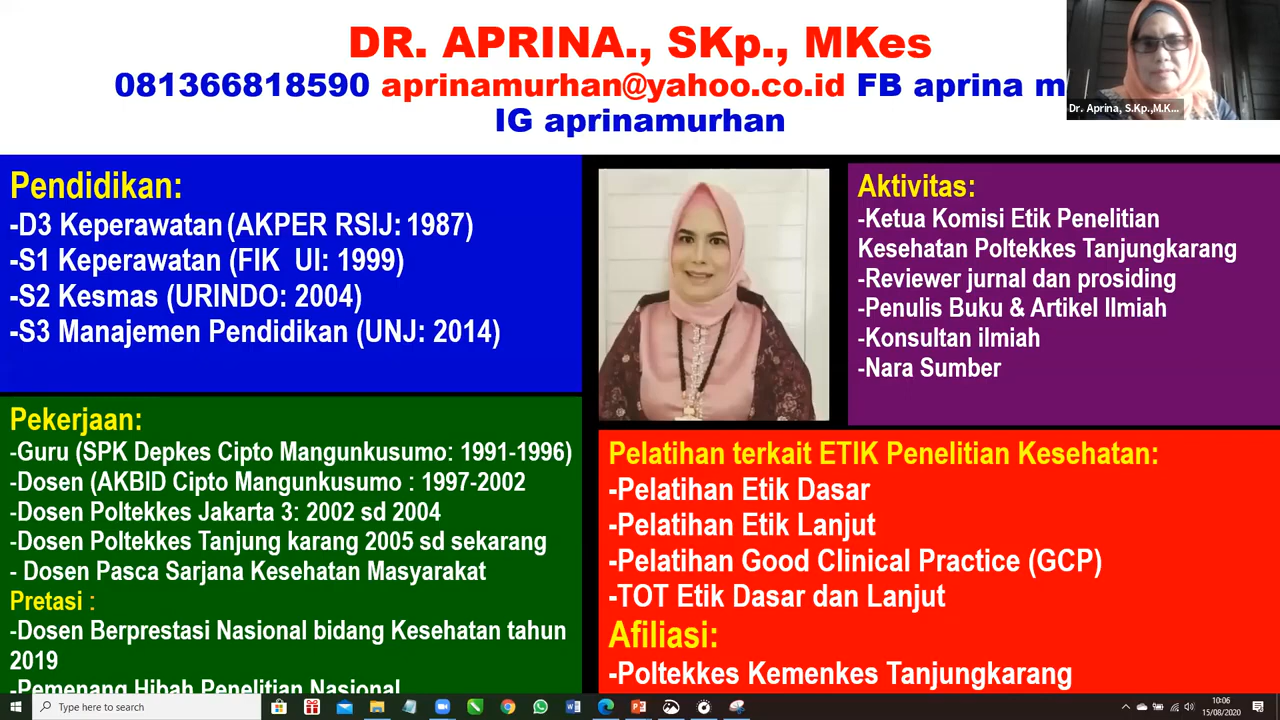 DR. APRINA., SKp., MKes
081366818590 aprinamurhan@yahoo.co.id FB aprina m
IG aprinamurhan
Dr. Aprina, S.Kp.,M.K...
Pendidikan:
-D3 Keperawatan (AKPER RSIJ: 1987)
-S1 Keperawatan (FIK UI: 1999)
-S2 Kesmas (URINDO: 2004)
-S3 Manajemen Pendidikan (UNJ: 2014)
Aktivitas:
-Ketua Komisi Etik Penelitian
Kesehatan Poltekkes Tanjungkarang
-Reviewer jurnal dan prosiding
-Penulis Buku & Artikel Ilmiah
-Konsultan ilmiah
-Nara Sumber
Pekerjaan:
-Guru (SPK Depkes Cipto Mangunkusumo: 1991-1996)
-Dosen (AKBID Cipto Mangunkusumo : 1997-2002
-Dosen Poltekkes Jakarta 3: 2002 sd 2004
-Dosen Poltekkes Tanjung karang 2005 sd sekarang
- Dosen Pasca Sarjana Kesehatan Masyarakat
Pretasi :
-Dosen Berprestasi Nasional bidang Kesehatan tahun
2019
-Pemenang Hibah Penelitian Nasional
Pelatihan terkait ETIK Penelitian Kesehatan:
-Pelatihan Etik Dasar
-Pelatihan Etik Lanjut
-Pelatihan Good Clinical Practice (GCP)
-TOT Etik Dasar dan Lanjut
Afiliasi:
-Poltekkes Kemenkes Tanjungkarang
Type here to search
10:06
15/08/2020